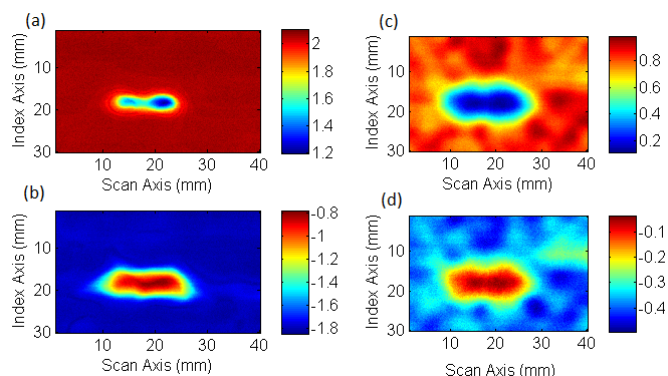 (a)
Index Axis (mm)
10
20
30
10 20 30 40
Scan Axis (mm)
2
1.8
1.6
1.4
1.2
(c)
Index Axis (mm)
10
20
30
10 20 30 40
Scan Axis (mm)
0.8
0.6
0.4
0.2
(b)
Index Axis (mm)
10
20
30
10 20 30 40
Scan Axis (mm)
-0.8
-1
-1.2
-1.4
-1.6
-1.8
(d)
Index Axis (mm)
10
20
30
10 20 30 40
Scan Axis (mm)
-0.1
-0.2
-0.3
-0.4